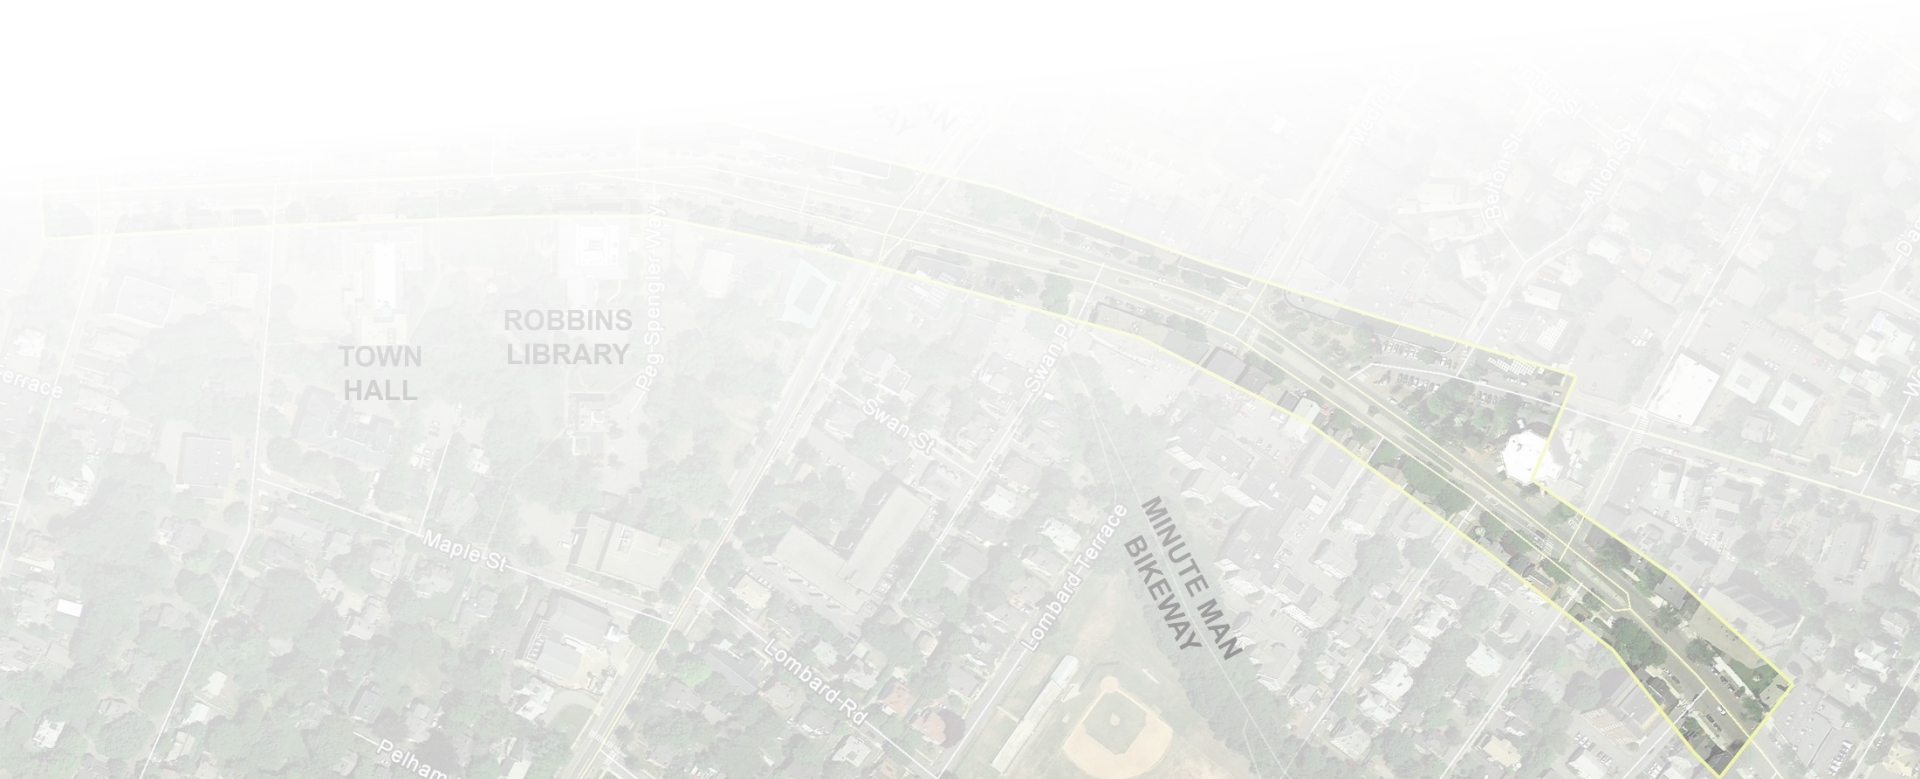 Belton-St
Alton-St
Peg-Spengler-Way
ROBBINS
LIBRARY
TOWN
HALL
Terrace
Swan-Pl
Swan-St
MINUTE MAN
BIKEWAY
Maple-St
Lombard-Terrace
Lombard-Rd
Pelham